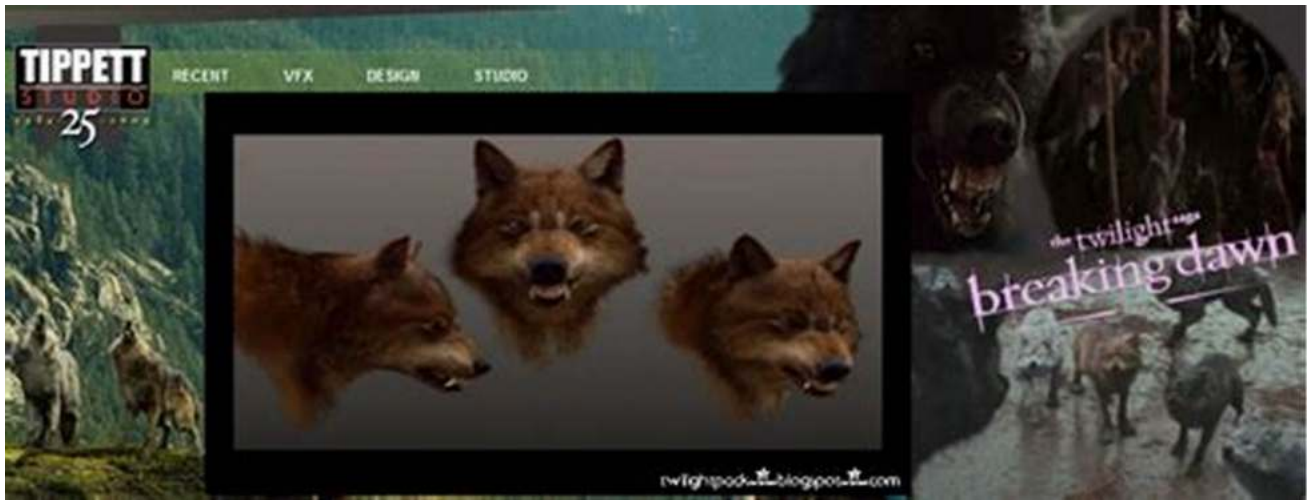 TIPPETT
STUDIO
25
RECENT VFX DESIGN STUDIO
the twilight saga
breaking dawn